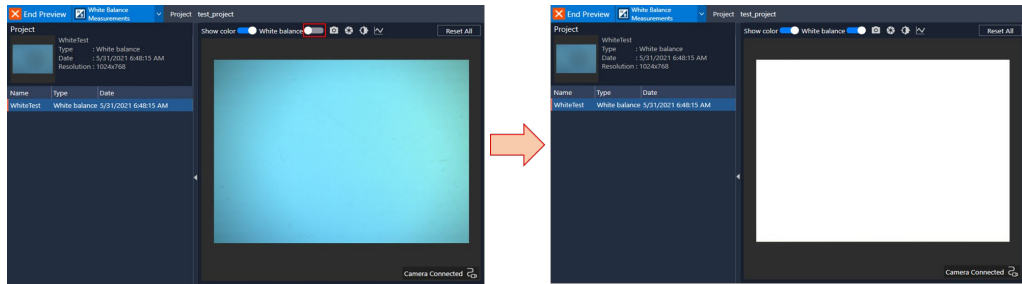 End Preview White Balance Measurements Project test_project
Project
Show color White balance Reset All
WhiteTest
Type : White balance
Date : 5/31/2021 6:48:15 AM
Resolution : 1024x768
Name Type Date
WhiteTest White balance 5/31/2021 6:48:15 AM
Camera Connected
End Preview White Balance Measurements Project test_project
Project
Show color White balance Reset All
WhiteTest
Type : White balance
Date : 5/31/2021 6:48:15 AM
Resolution : 1024x768
Name Type Date
WhiteTest White balance 5/31/2021 6:48:15 AM
Camera Connected